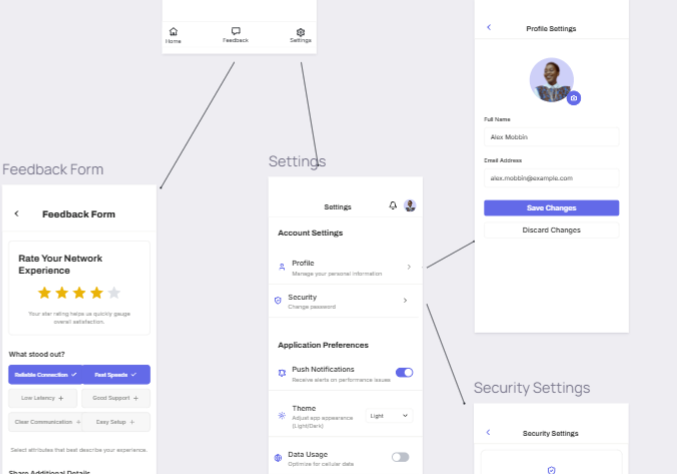 Home
Feedback
Settings
Profile Settings
Full Name
Alex Mobbin
Email Address
alex.mobbin@example.com
Save Changes
Discard Changes
Feedback Form
Feedback Form
Rate Your Network
Experience
Your star rating helps us quickly gauge
overall satisfaction.
What stood out?
Reliable Connection
Fast Speeds
Low Latency +
Good Support +
Clear Communication +
Easy Setup +
Select attributes that best describe your experience.
Share Additional Details
Settings
Settings
Account Settings
Profile
Manage your personal information
Security
Change password
Application Preferences
Push Notifications
Receive alerts on performance issues
Theme
Adjust app appearance
(Light/Dark)
Light
Data Usage
Optimize for cellular data
Security Settings
Security Settings